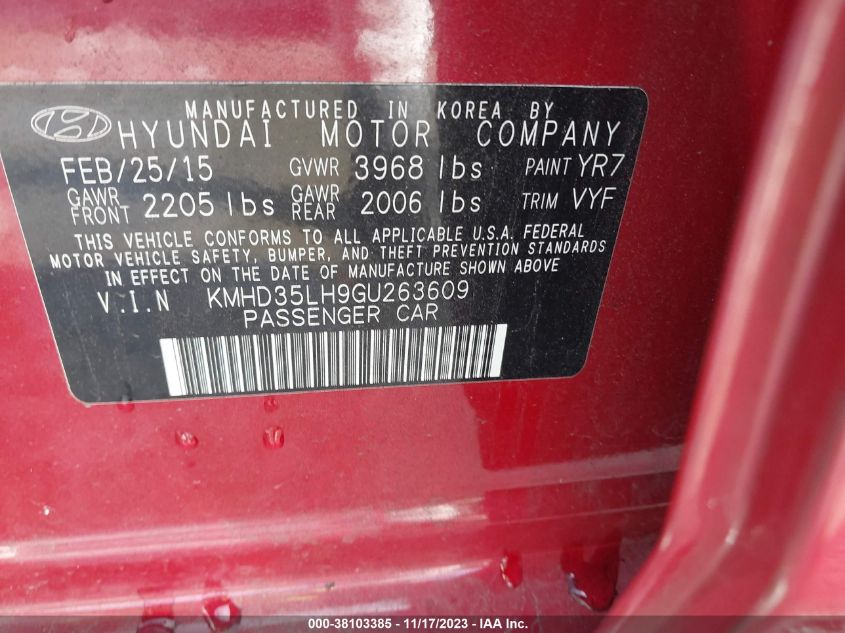 MANUFACTURED IN KOREA BY
HYUNDAI MOTOR COMPANY
FEB/25/15 GVWR 3968 lbs PAINT YR7
GAWR FRONT 2205 lbs GAWR REAR 2006 lbs TRIM VYF
THIS VEHICLE CONFORMS TO ALL APPLICABLE U.S.A. FEDERAL
MOTOR VEHICLE SAFETY, BUMPER, AND THEFT PREVENTION STANDARDS
IN EFFECT ON THE DATE OF MANUFACTURE SHOWN ABOVE
V.I.N KMHD35LH9GU263609
PASSENGER CAR
000-38103385 - 11/17/2023 - IAA Inc.